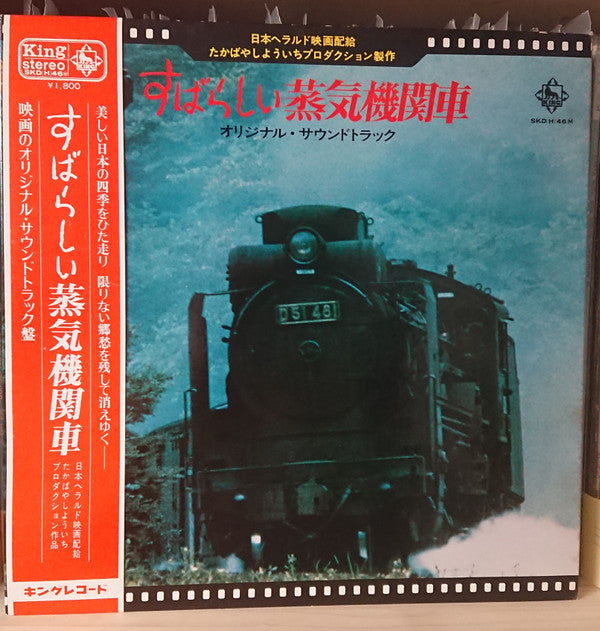 King
stereo
SKD(H)46M
KING
¥1,800
美しい日本の四季をひた走り 限りない郷愁を残して消えゆく——
すばらしい蒸気機関車
映画のオリジナル・サウンドトラック盤
日本ヘラルド映画配給
たかばやしよういち
プロダクション作品
キングレコード
日本ヘラルド映画配給
たかばやしよういちプロダクション製作
すばらしい蒸気機関車
オリジナル・サウンドトラック
KING
SKD(H)46M
D51 481